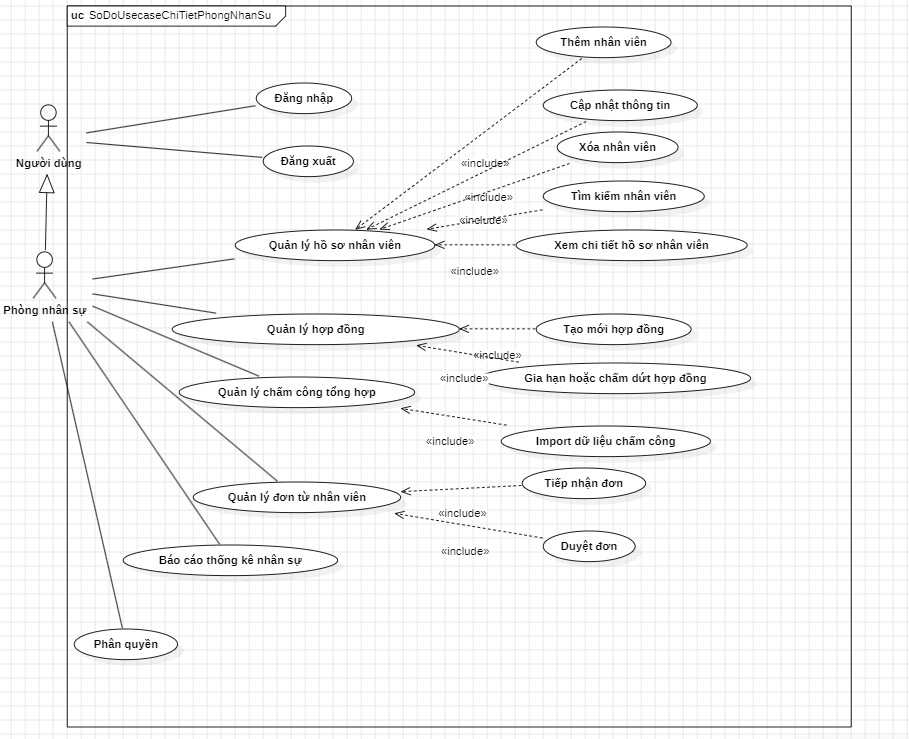 uc SoDoUsecaseChiTietPhongNhanSu
Thêm nhân viên
Đăng nhập
Cập nhật thông tin
Người dùng
Đăng xuất
Xóa nhân viên
«include»
Tìm kiếm nhân viên
«include»
«include»
Quản lý hồ sơ nhân viên
Xem chi tiết hồ sơ nhân viên
«include»
Phòng nhân sự
Quản lý hợp đồng
Tạo mới hợp đồng
«include»
«include»
Gia hạn hoặc chấm dứt hợp đồng
Quản lý chấm công tổng hợp
«include»
Import dữ liệu chấm công
Tiếp nhận đơn
Quản lý đơn từ nhân viên
«include»
Duyệt đơn
«include»
Báo cáo thống kê nhân sự
Phân quyền